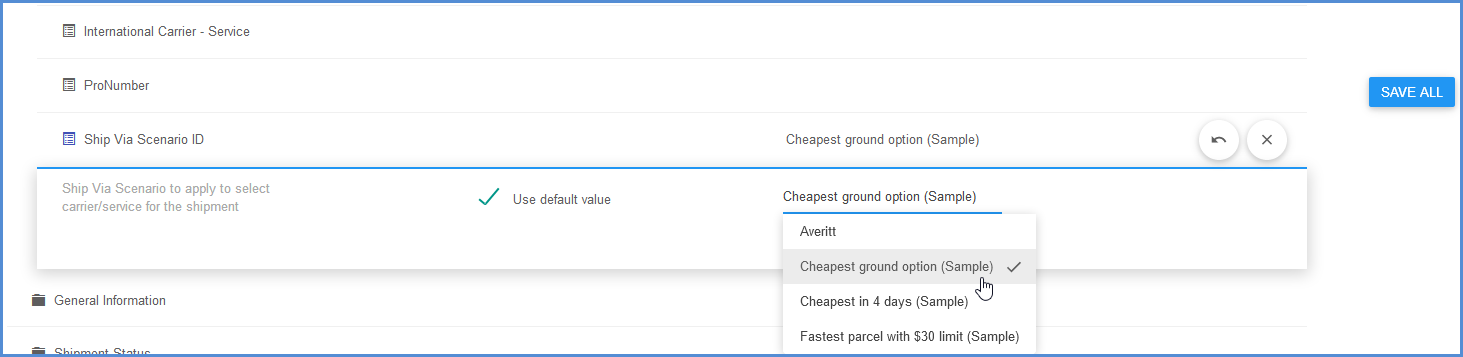 International Carrier - Service
ProNumber
SAVE ALL
Ship Via Scenario ID
Cheapest ground option (Sample)
Ship Via Scenario to apply to select
carrier/service for the shipment
Use default value
Cheapest ground option (Sample)
Averitt
Cheapest ground option (Sample)
Cheapest in 4 days (Sample)
Fastest parcel with $30 limit (Sample)
General Information
Shipment Status